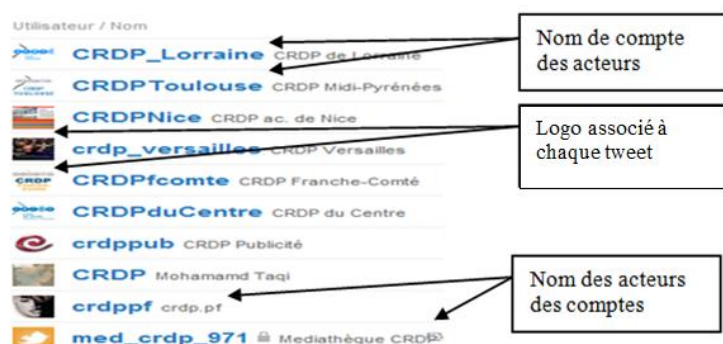 Utilisateur / Nom
CRDP_Lorraine CRDP de Lorraine
CRDPToulouse CRDP Midi-Pyrénées
CRDPNice CRDP ac. de Nice
crdp_versailles CRDP Versailles
CRDPfcomte CRDP Franche-Comté
CRDPduCentre CRDP du Centre
crdppub CRDP Publicité
CRDP Mohamamd Taqi
crdppf crdp.pf
med_crdp_971 Mediathèque CRDP
Nom de compte
des acteurs
Logo associé à
chaque tweet
Nom des acteurs
des comptes